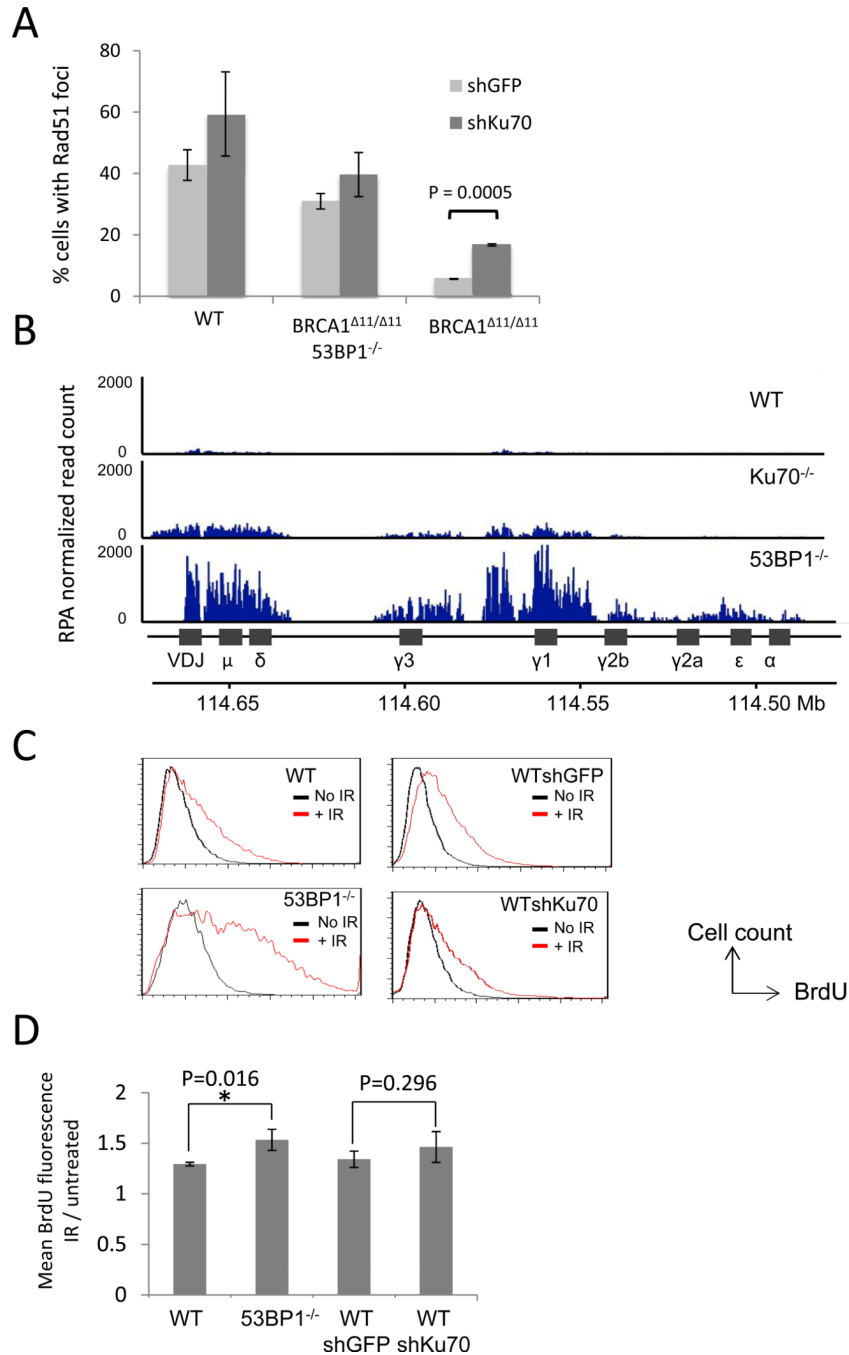 A
80
60
40
20
0
% cells with Rad51 foci
shGFP
shKu70
P = 0.0005
WT
BRCA1Δ11/Δ11
53BP1-/-
BRCA1Δ11/Δ11
B
RPA normalized read count
2000
0
WT
2000
0
Ku70-/-
2000
0
53BP1-/-
VDJ μ δ γ3 γ1 γ2b γ2a ε α
114.65 114.60 114.55 114.50 Mb
C
WT
No IR
+ IR
WTshGFP
No IR
+ IR
53BP1-/-
No IR
+ IR
WTshKu70
No IR
+ IR
Cell count
BrdU
D
Mean BrdU fluorescence
IR / untreated
2
1.5
1
0.5
0
P=0.016
*
P=0.296
WT 53BP1-/- WT WT
shGFP shKu70